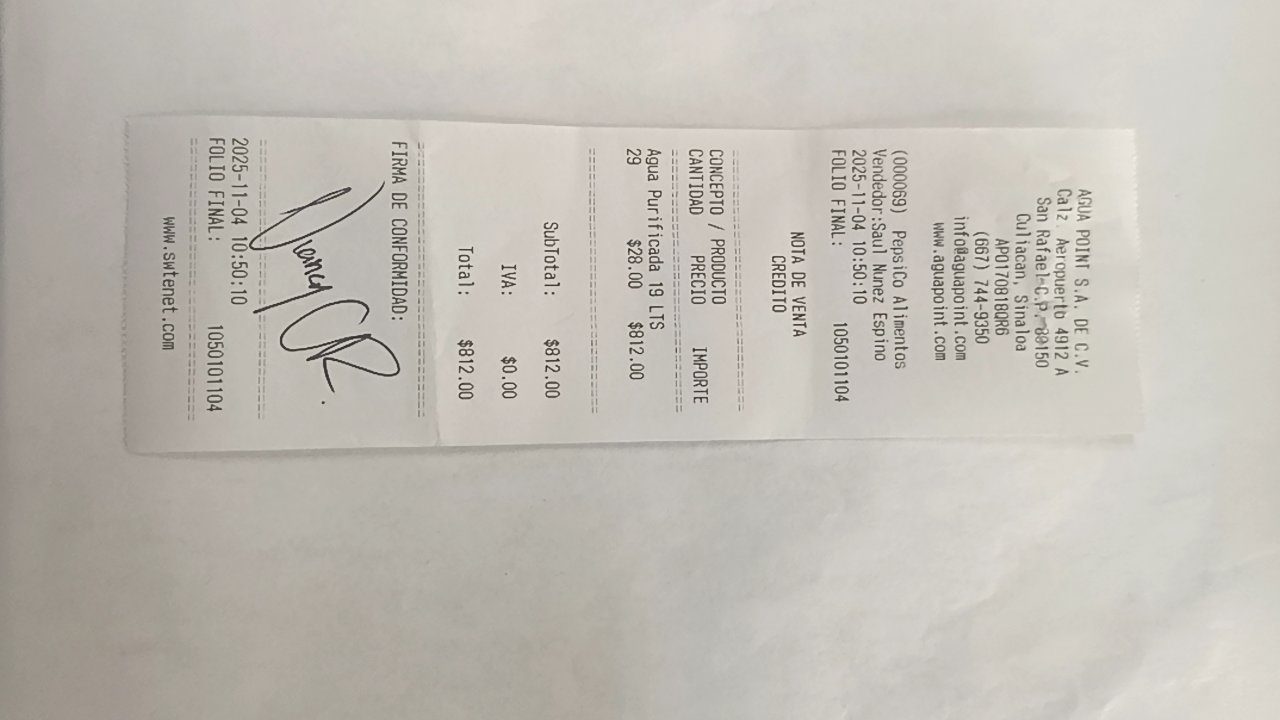 AGUA POINT S.A. DE C.V.
Calz. Aeropuerto 4912 A
San Rafael C.P. 80150
Culiacan, Sinaloa
APO170818QR6
(667) 744-9350
info@aguapoint.com
www.aguapoint.com
NOTA DE VENTA
CREDITO
(000069) PepsiCo Alimentos
Vendedor:Saul Nunez Espino
2025-11-04 10:50:10
FOLIO FINAL: 1050101104
CONCEPTO / PRODUCTO
CANTIDAD PRECIO IMPORTE
Agua Purificada 19 LTS
29 $28.00 $812.00
SubTotal: $812.00
IVA: $0.00
Total: $812.00
FIRMA DE CONFORMIDAD:
2025-11-04 10:50:10
FOLIO FINAL: 1050101104
www.swtenet.com